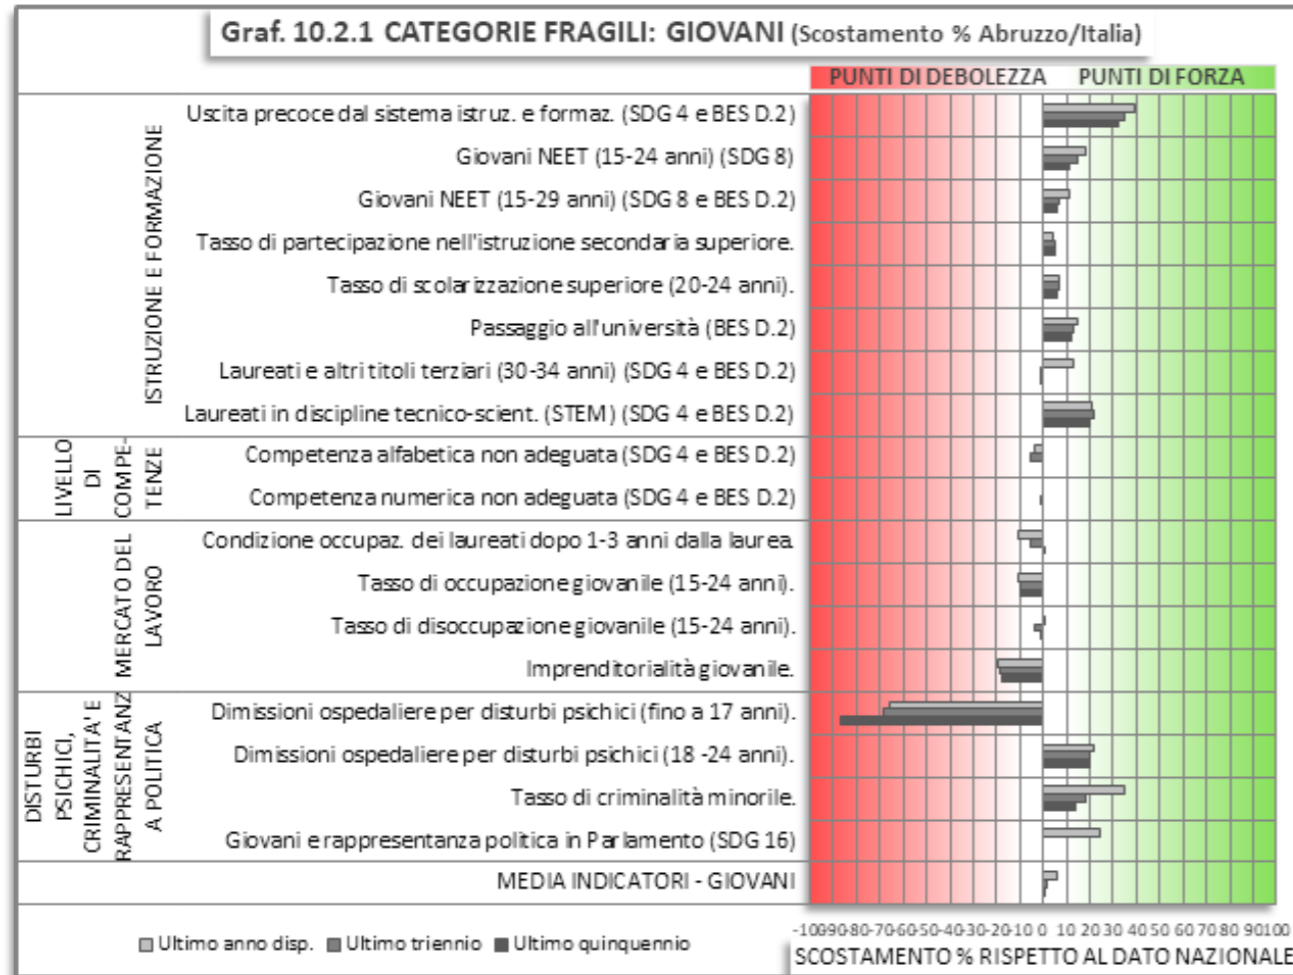 Graf. 10.2.1 CATEGORIE FRAGILI: GIOVANI (Scostamento % Abruzzo/Italia)
PUNTI DI DEBOLEZZA PUNTI DI FORZA
ISTRUZIONE E FORMAZIONE
Uscita precoce dal sistema istruz. e formaz. (SDG 4 e BES D.2)
Giovani NEET (15-24 anni) (SDG 8)
Giovani NEET (15-29 anni) (SDG 8 e BES D.2)
Tasso di partecipazione nell'istruzione secondaria superiore.
Tasso di scolarizzazione superiore (20-24 anni).
Passaggio all'università (BES D.2)
Laureati e altri titoli terziari (30-34 anni) (SDG 4 e BES D.2)
Laureati in discipline tecnico-scient. (STEM) (SDG 4 e BES D.2)
LIVELLO
DI
COMPE-
TENZE
Competenza alfabetica non adeguata (SDG 4 e BES D.2)
Competenza numerica non adeguata (SDG 4 e BES D.2)
MERCATO DEL
LAVORO
Condizione occupaz. dei laureati dopo 1-3 anni dalla laurea.
Tasso di occupazione giovanile (15-24 anni).
Tasso di disoccupazione giovanile (15-24 anni).
Imprenditorialità giovanile.
DISTURBI
PSICHICI,
CRIMINALITA' E
RAPPRESENTANZ
A POLITICA
Dimissioni ospedaliere per disturbi psichici (fino a 17 anni).
Dimissioni ospedaliere per disturbi psichici (18 -24 anni).
Tasso di criminalità minorile.
Giovani e rappresentanza politica in Parlamento (SDG 16)
MEDIA INDICATORI - GIOVANI
-100-90-80-70-60-50-40-30-20-10 0 10 20 30 40 50 60 70 80 90 100
Ultimo anno disp. Ultimo triennio Ultimo quinquennio
SCOSTAMENTO % RISPETTO AL DATO NAZIONALE